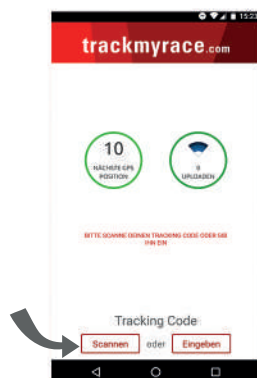 15:23
trackmyrace.com
10
NÄCHSTE GPS
POSITION
0
UPLOADEN
BITTE SCANNE DEINEN TRACKING CODE ODER GIB
IHN EIN
Tracking Code
Scannen oder Eingeben